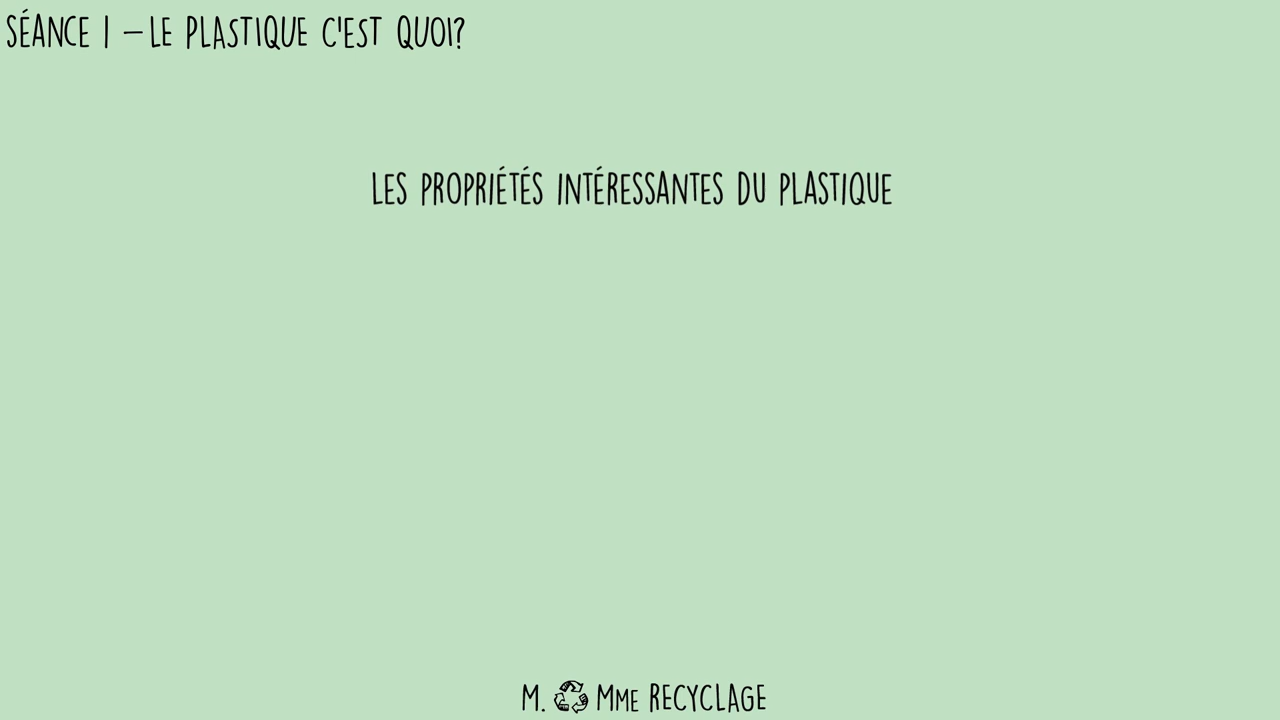 SÉANCE 1 – LE PLASTIQUE C'EST QUOI?
LES PROPRIÉTÉS INTÉRESSANTES DU PLASTIQUE
M. ♻ MME RECYCLAGE